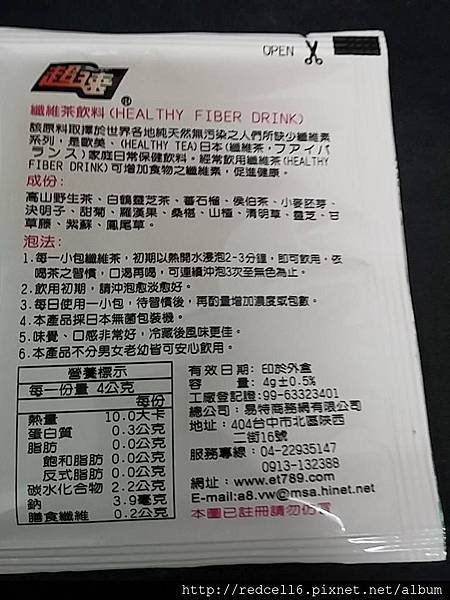 OPEN
超速
®
纖維茶飲料(HEALTHY FIBER DRINK)
該原料取擇於世界各地純天然無污染之人們所缺少纖維素
系列，是歐美、(HEALTHY TEA)日本(纖維茶，ファイバ
ランス)家庭日常保健飲料。經常飲用纖維茶(HEALTHY
FIBER DRINK)可增加食物之纖維素，促進健康。
成份：
高山野生茶、白鶴靈芝茶、蕃石榴、侯伯茶、小麥胚芽、
決明子、甜菊、羅漢果、桑椹、山楂、清明草、靈芝、甘
草藤、紫蘇、鳳尾草。
泡法：
1.每一小包纖維茶，初期以熱開水浸泡2-3分鐘，即可飲用，依
喝茶之習慣，口渴再喝，可連續沖泡3次至無色為止。
2.飲用初期，請沖泡愈淡愈好。
3.每日使用一小包，待習慣後，再酌量增加濃度或包數。
4.本產品採日本無菌包裝機。
5.味覺、口感非常好，冷藏後風味更佳。
6.本產品不分男女老幼皆可安心飲用。
營養標示
每一份量 4公克
每份
熱量 10.0大卡
蛋白質 0.3公克
脂肪 0.0公克
飽和脂肪 0.0公克
反式脂肪 0.0公克
碳水化合物 2.2公克
鈉 3.9毫克
膳食纖維 0.2公克
有效日期：印於外盒
容量：4g±0.5%
工廠登記證:99-63323401
總公司：易特商務網有限公司
地址：404台中市北區陝西
二街16號
服務專線：04-22935147
0913-132388
網址：www.et789.com
E-mail:a8.vw@msa.hinet.net
本圖已註冊請勿仿冒
http://redcell6.pixnet.net/album